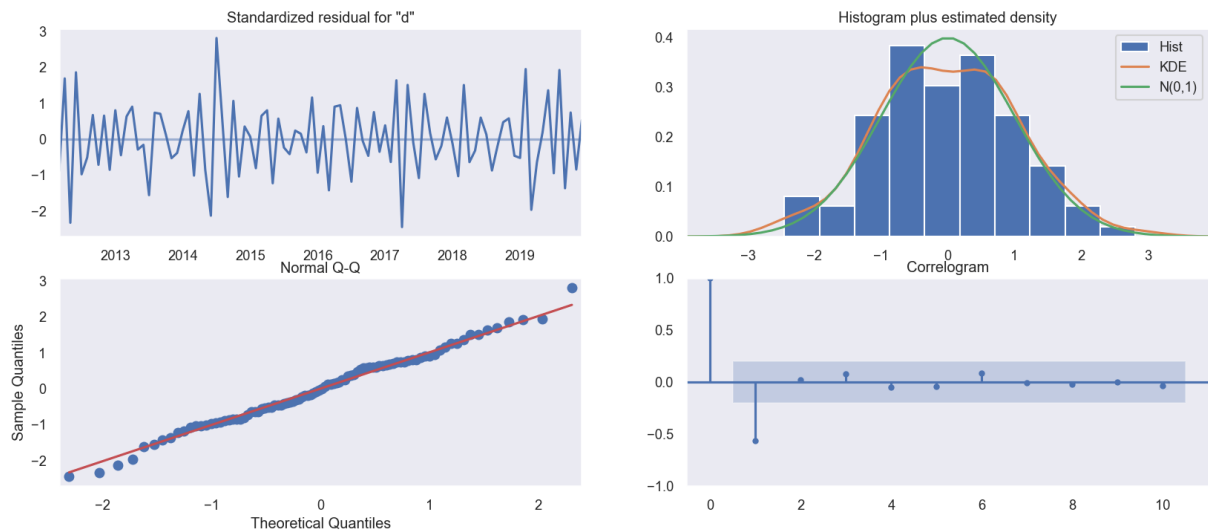 Standardized residual for "d"
3
2
1
0
−1
−2
2013 2014 2015 2016 2017 2018 2019
Histogram plus estimated density
0.4
0.3
0.2
0.1
0.0
−3 −2 −1 0 1 2 3
Hist
KDE
N(0,1)
Normal Q-Q
3
2
1
0
−1
−2
−2 −1 0 1 2
Sample Quantiles
Theoretical Quantiles
Correlogram
1.0
0.5
0.0
−0.5
−1.0
0 2 4 6 8 10